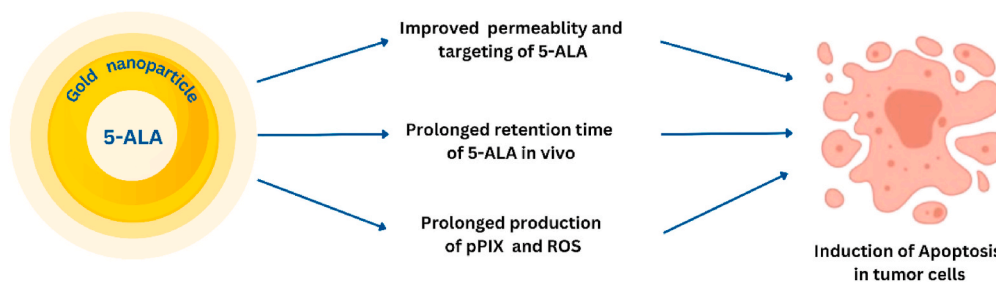 Gold nanoparticle
5-ALA
Improved permeablity and
targeting of 5-ALA
Prolonged retention time
of 5-ALA in vivo
Prolonged production
of pPIX and ROS
Induction of Apoptosis
in tumor cells